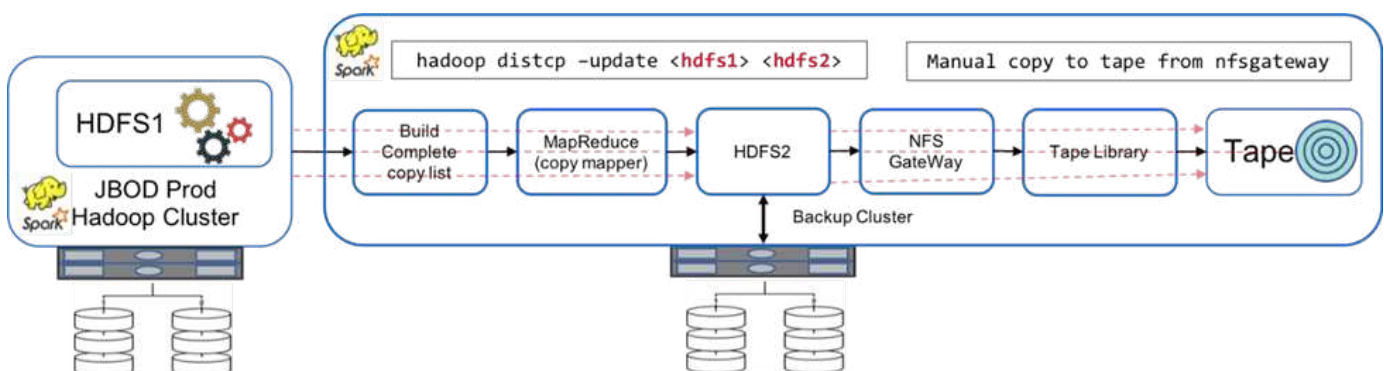 Spark
hadoop distcp –update <hdfs1> <hdfs2>
Manual copy to tape from nfsgateway
HDFS1
Spark
JBOD Prod
Hadoop Cluster
Build
Complete
copy list
MapReduce
(copy mapper)
HDFS2
NFS
GateWay
Tape Library
Tape
Backup Cluster